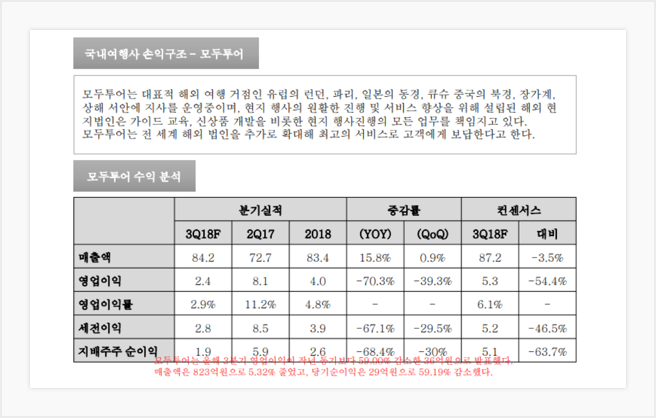 국내여행사 손익구조 - 모두투어
모두투어는 대표적 해외 여행 거점인 유럽의 런던, 파리, 일본의 동경, 큐슈 중국의 북경, 장가계,
상해 서안에 지사를 운영중이며, 현지 행사의 원활한 진행 및 서비스 향상을 위해 설립된 해외 현
지법인은 가이드 교육, 신상품 개발을 비롯한 현지 행사진행의 모든 업무를 책임지고 있다.
모두투어는 전 세계 해외 법인을 추가로 확대해 최고의 서비스로 고객에게 보답한다고 한다.
모두투어 수익 분석
분기실적 증감률 컨센서스
3Q18F 2Q17 2018 (YOY) (QoQ) 3Q18F 대비
매출액 84.2 72.7 83.4 15.8% 0.9% 87.2 -3.5%
영업이익 2.4 8.1 4.0 -70.3% -39.3% 5.3 -54.4%
영업이익률 2.9% 11.2% 4.8% - - 6.1% -
세전이익 2.8 8.5 3.9 -67.1% -29.5% 5.2 -46.5%
지배주주 순이익 1.9 5.9 2.6 -68.4% -30% 5.1 -63.7%
모두투어는 올해 3분기 영업이익이 작년 동기보다 59.00% 감소한 36억원으로 발표했다.
매출액은 823억원으로 5.32% 줄었고, 당기순이익은 29억원으로 59.19% 감소했다.